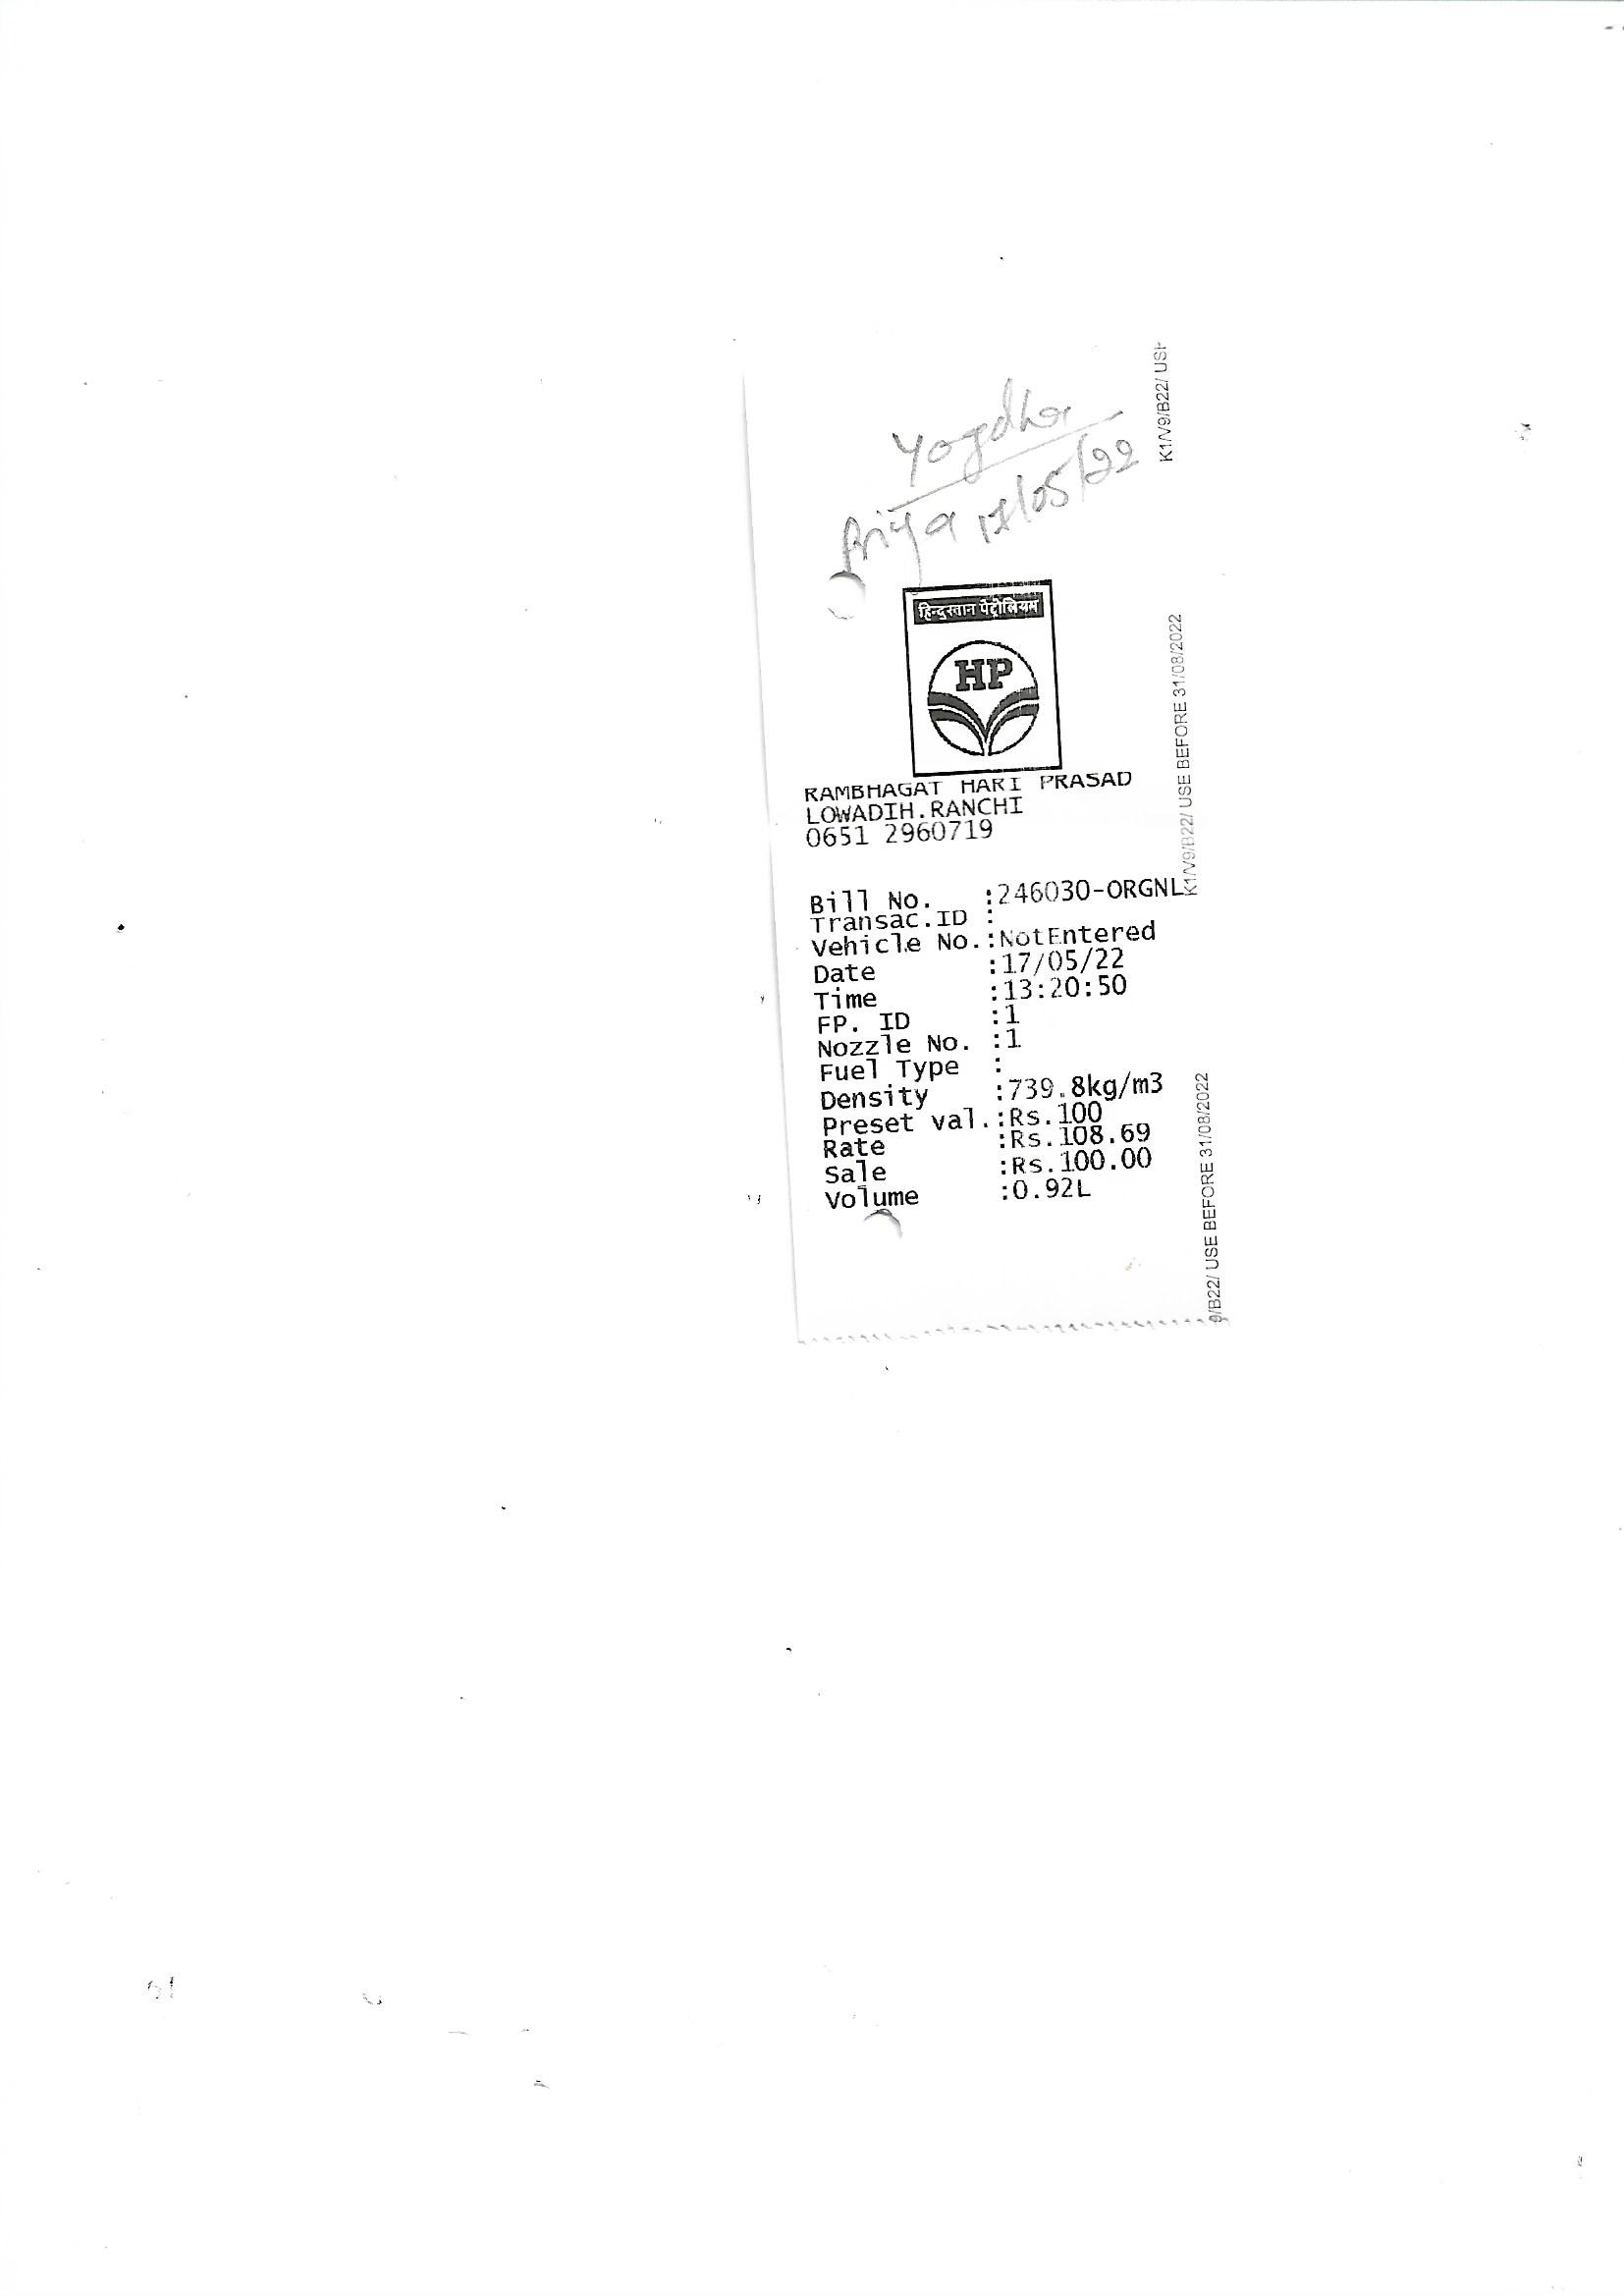 Yogdha
Priya 17/05/22
हिन्दुस्तान पेट्रोलियम
HP
RAMBHAGAT HARI PRASAD
LOWADIH.RANCHI
0651 2960719
Bill No. :246030-ORGNL
Transac.ID :
Vehicle No.:NotEntered
Date :17/05/22
Time :13:20:50
FP. ID :1
Nozzle No. :1
Fuel Type :
Density :739.8kg/m3
Preset val.:Rs.100
Rate :Rs.108.69
Sale :Rs.100.00
Volume :0.92L
K1/V9/B22/ USE
K1/V9/B22/ USE BEFORE 31/08/2022
9/B22/ USE BEFORE 31/08/2022